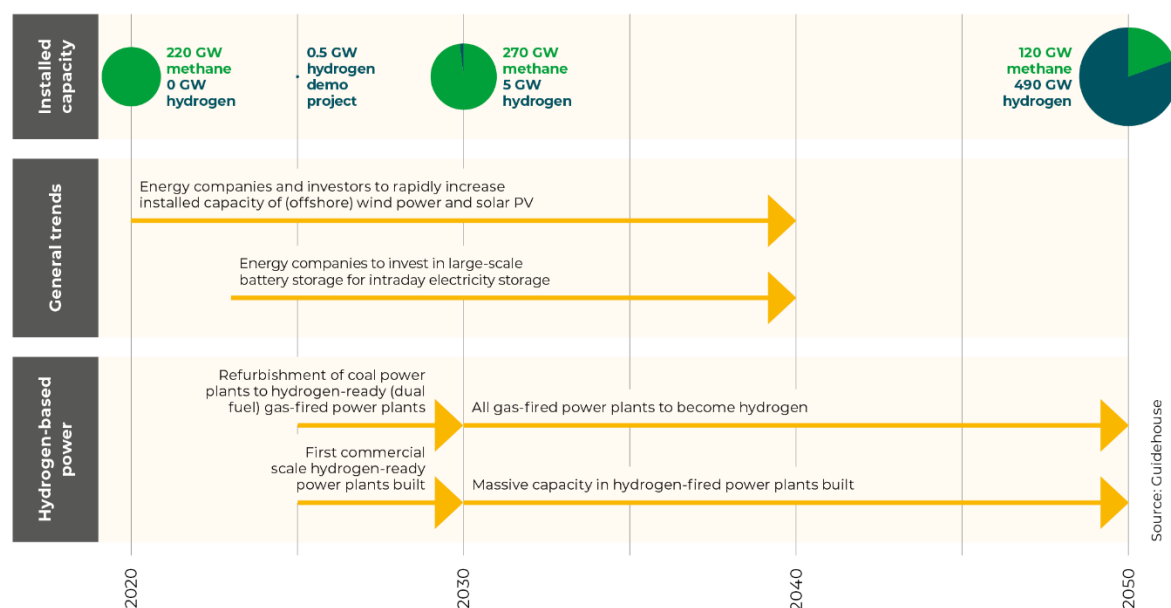 Installed
capacity
220 GW
methane
0 GW
hydrogen
0.5 GW
hydrogen
demo
project
270 GW
methane
5 GW
hydrogen
120 GW
methane
490 GW
hydrogen
General trends
Energy companies and investors to rapidly increase
installed capacity of (offshore) wind power and solar PV
Energy companies to invest in large-scale
battery storage for intraday electricity storage
Hydrogen-based
power
Refurbishment of coal power
plants to hydrogen-ready (dual
fuel) gas-fired power plants
All gas-fired power plants to become hydrogen
First commercial
scale hydrogen-ready
power plants built
Massive capacity in hydrogen-fired power plants built
Source: Guidehouse
2020
2030
2040
2050